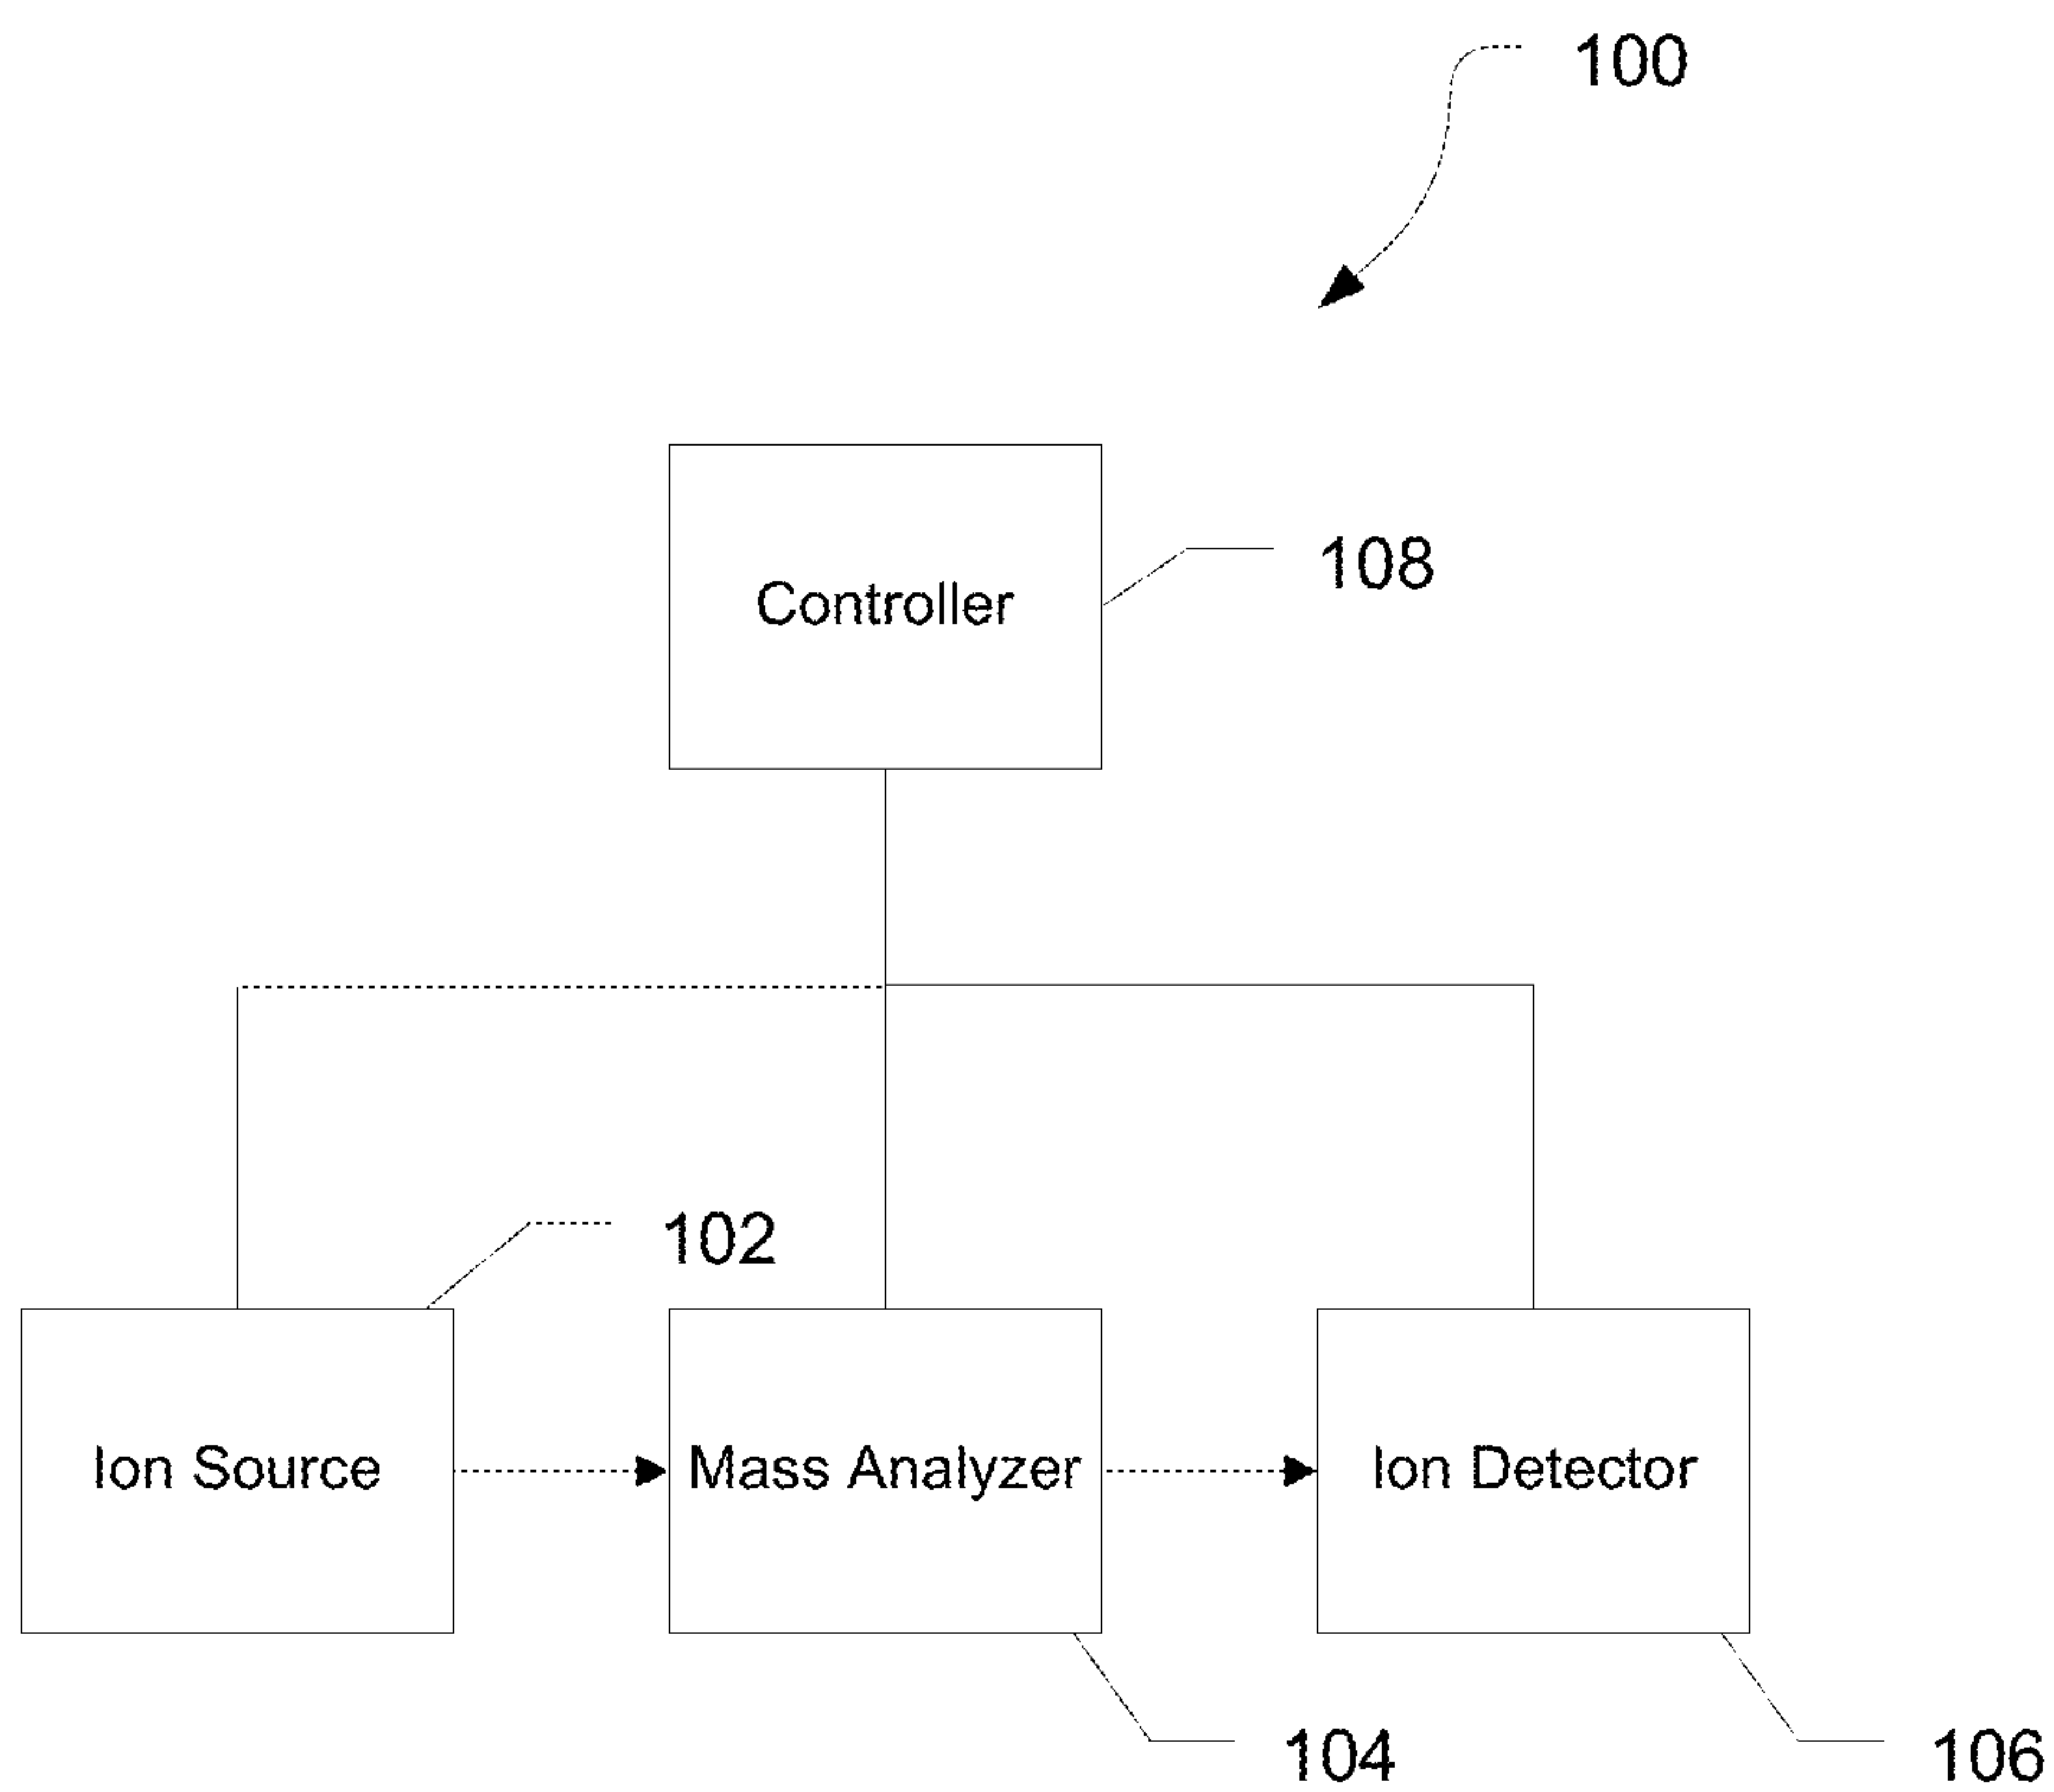 100
Controller
108
102
Ion Source
Mass Analyzer
Ion Detector
104
106